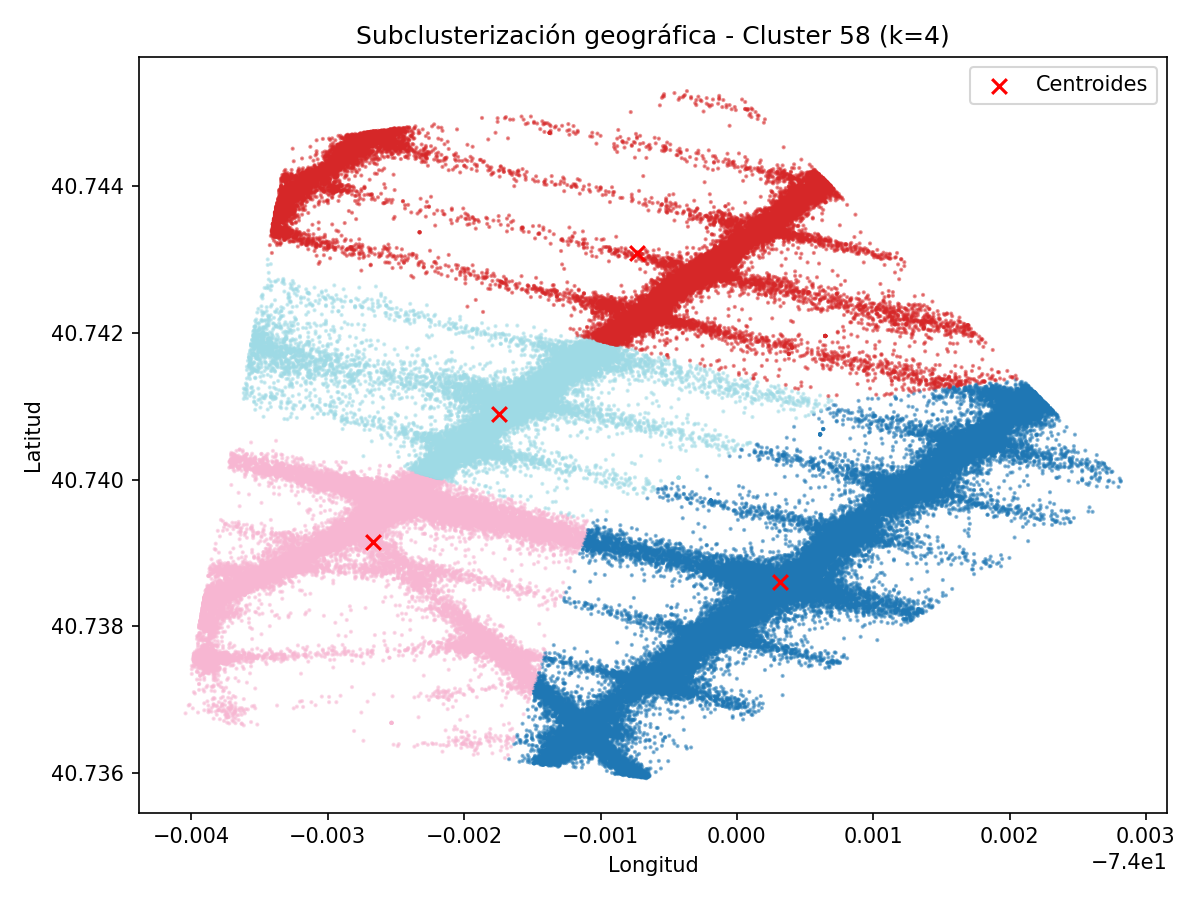 Subclusterización geográfica - Cluster 58 (k=4)
Centroides
Latitud
40.744
40.742
40.740
40.738
40.736
−0.004 −0.003 −0.002 −0.001 0.000 0.001 0.002 0.003
−7.4e1
Longitud